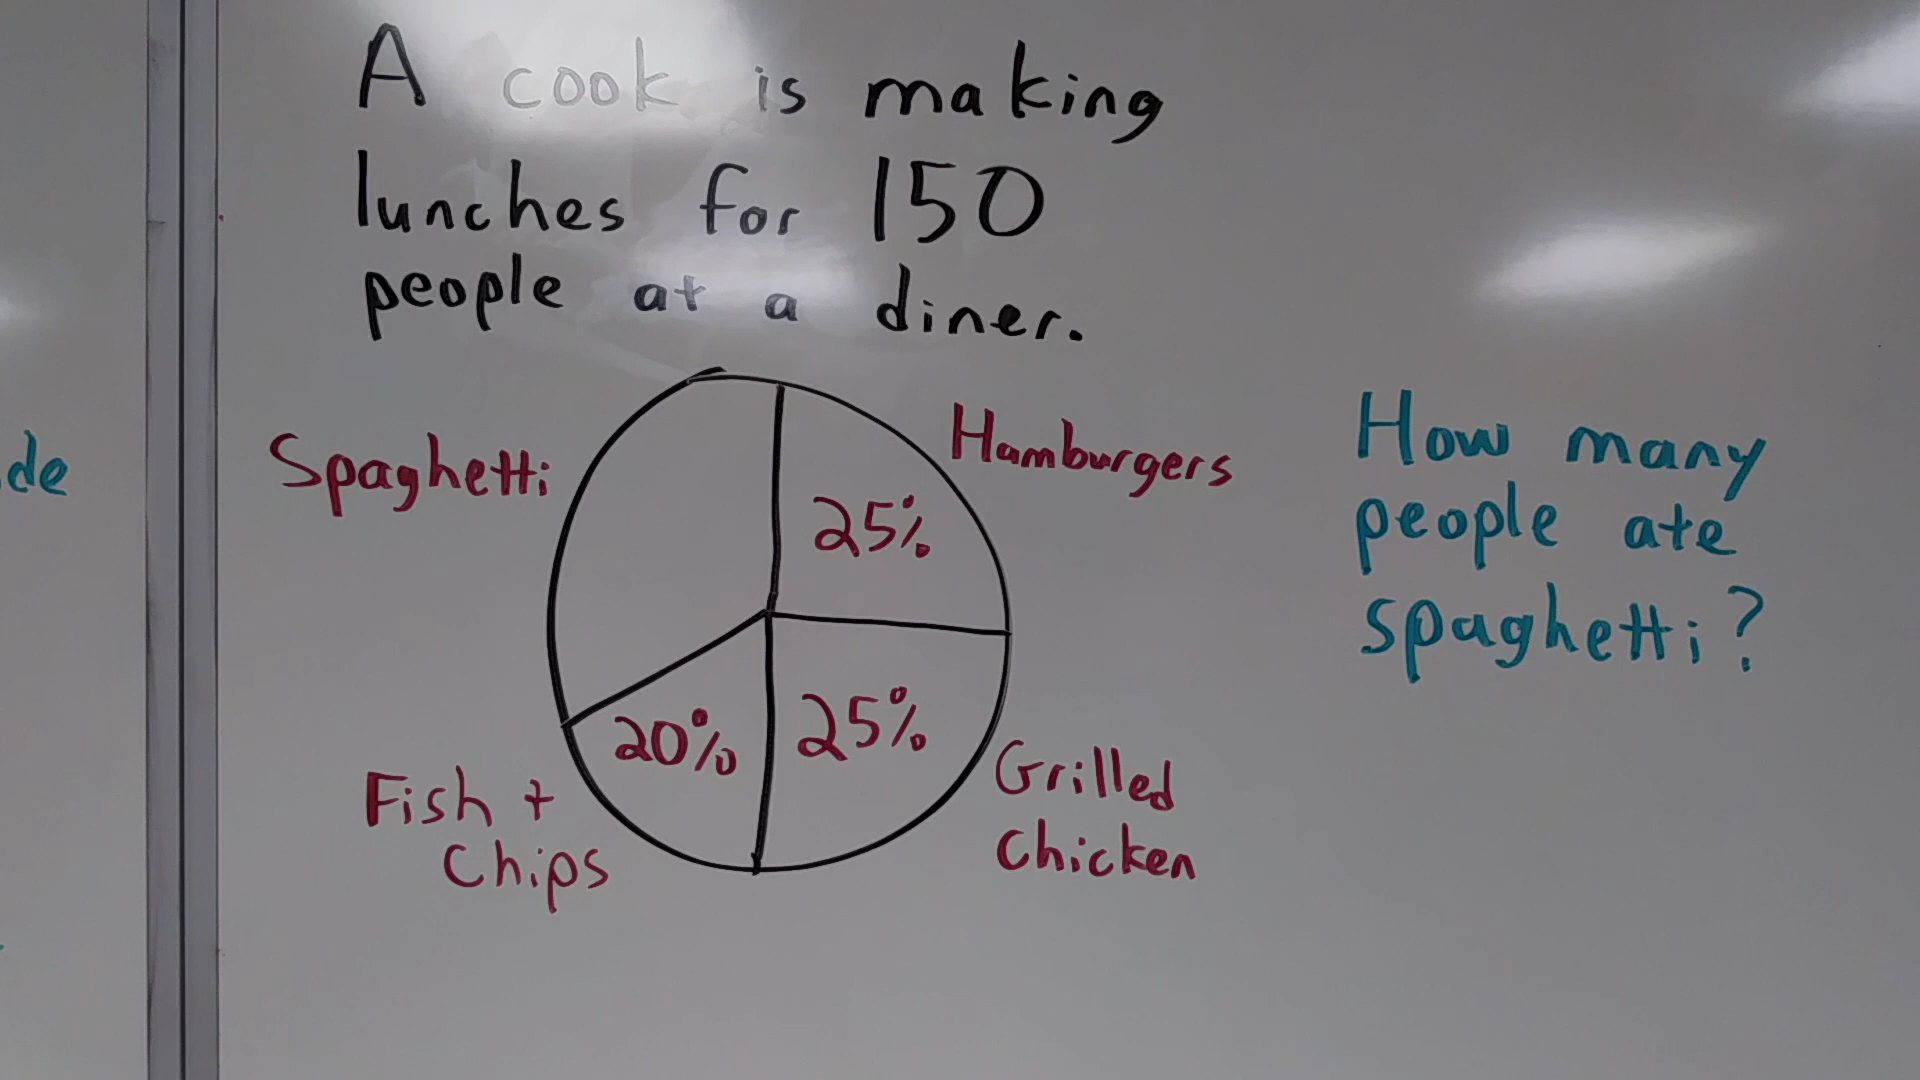 A cook is making
lunches for 150
people at a diner.
Spaghetti
Hamburgers
25%
20%
25%
Fish +
Chips
Grilled
Chicken
How many
people ate
spaghetti?
de